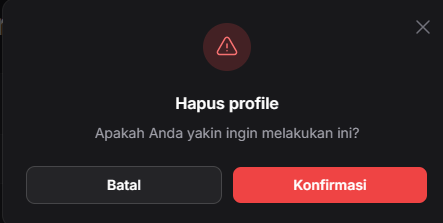 Hapus profile
Apakah Anda yakin ingin melakukan ini?
Batal
Konfirmasi